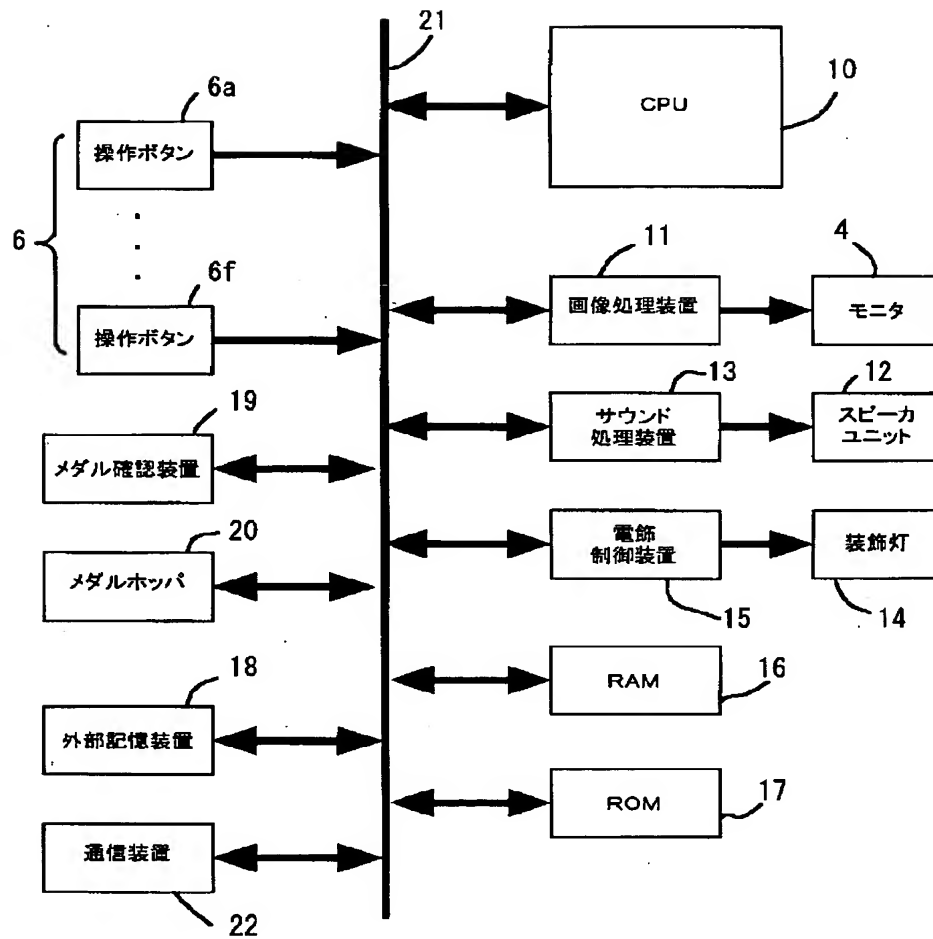 21
10
CPU
6a
操作ボタン
6
6f
操作ボタン
11
画像処理装置
4
モニタ
19
メダル確認装置
13
サウンド
処理装置
12
スピーカ
ユニット
20
メダルホッパ
電飾
制御装置
15
装飾灯
14
18
外部記憶装置
RAM
16
ROM
17
通信装置
22